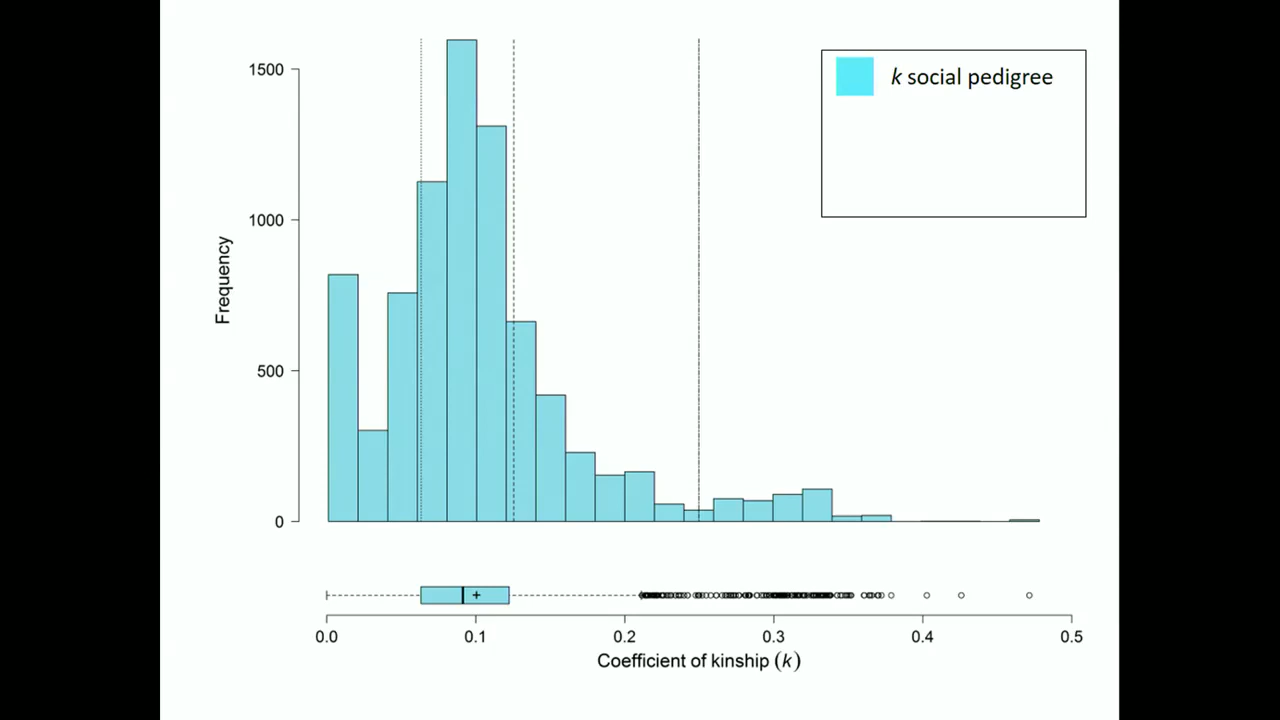 k social pedigree
1500
1000
500
0
Frequency
0.0 0.1 0.2 0.3 0.4 0.5
Coefficient of kinship (k)